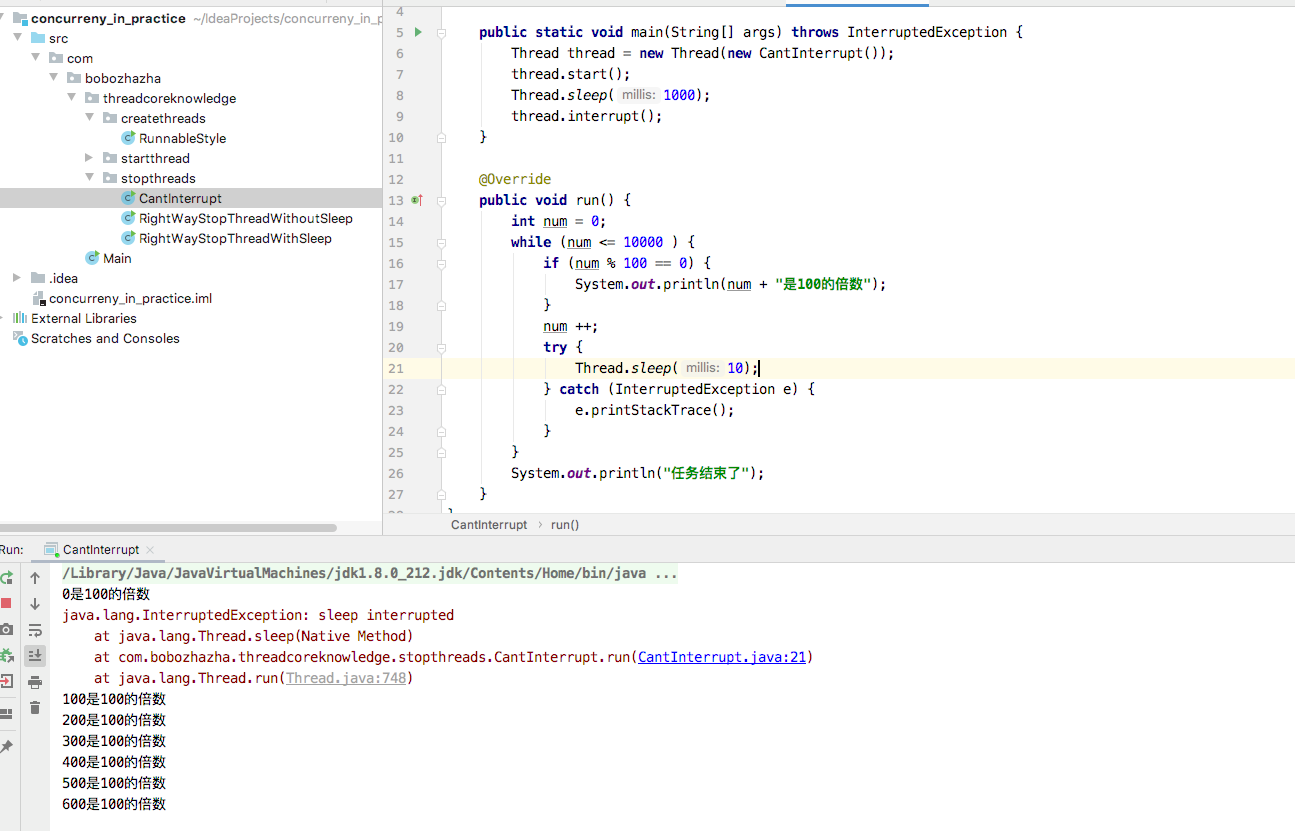 concurreny_in_practice ~/IdeaProjects/concurreny_in_p
src
com
bobozhazha
threadcoreknowledge
createthreads
RunnableStyle
startthread
stopthreads
CantInterrupt
RightWayStopThreadWithoutSleep
RightWayStopThreadWithSleep
Main
.idea
concurreny_in_practice.iml
External Libraries
Scratches and Consoles
4
5 public static void main(String[] args) throws InterruptedException {
6 Thread thread = new Thread(new CantInterrupt());
7 thread.start();
8 Thread.sleep( millis: 1000);
9 thread.interrupt();
10 }
11
12 @Override
13 public void run() {
14 int num = 0;
15 while (num <= 10000 ) {
16 if (num % 100 == 0) {
17 System.out.println(num + "是100的倍数");
18 }
19 num ++;
20 try {
21 Thread.sleep( millis: 10);
22 } catch (InterruptedException e) {
23 e.printStackTrace();
24 }
25 }
26 System.out.println("任务结束了");
27 }
CantInterrupt › run()
Run: CantInterrupt ×
/Library/Java/JavaVirtualMachines/jdk1.8.0_212.jdk/Contents/Home/bin/java ...
0是100的倍数
java.lang.InterruptedException: sleep interrupted
at java.lang.Thread.sleep(Native Method)
at com.bobozhazha.threadcoreknowledge.stopthreads.CantInterrupt.run(CantInterrupt.java:21)
at java.lang.Thread.run(Thread.java:748)
100是100的倍数
200是100的倍数
300是100的倍数
400是100的倍数
500是100的倍数
600是100的倍数